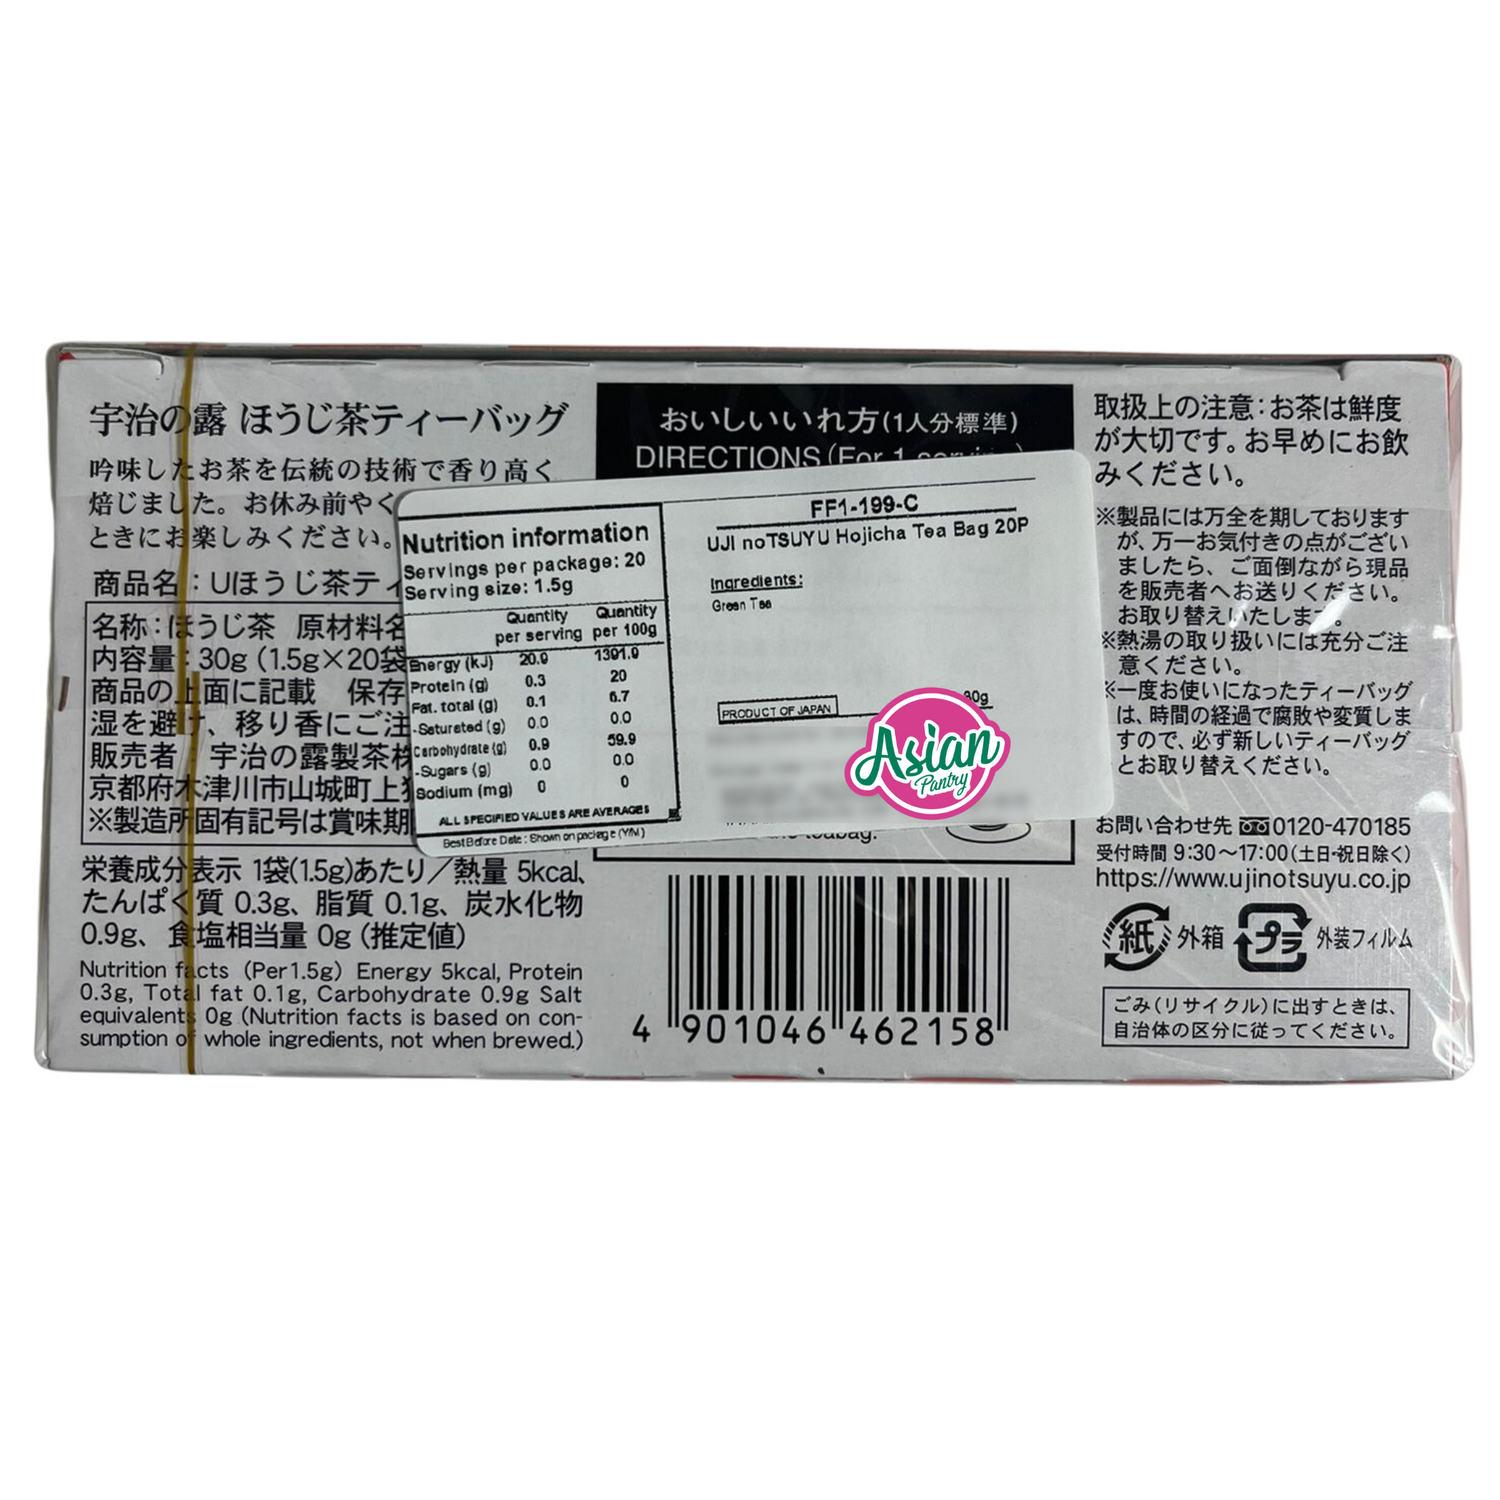 宇治の露 ほうじ茶ティーバッグ
吟味したお茶を伝統の技術で香り高く
焙じました。お休み前やく
ときにお楽しみください。
商品名：Uほうじ茶ティ
名称：ほうじ茶 原材料名
内容量：30g（1.5g×20袋
商品の上面に記載 保存
湿を避け、移り香にご注
販売者 宇治の露製茶株
京都府木津川市山城町上狛
※製造所固有記号は賞味期
栄養成分表示 1袋(1.5g)あたり／熱量 5kcal、
たんぱく質 0.3g、脂質 0.1g、炭水化物
0.9g、食塩相当量 0g（推定値）
Nutrition facts (Per1.5g) Energy 5kcal, Protein
0.3g, Total fat 0.1g, Carbohydrate 0.9g Salt
equivalents 0g (Nutrition facts is based on con-
sumption of whole ingredients, not when brewed.)
おいしいいれ方(1人分標準)
DIRECTIONS (For 1
Nutrition information
Servings per package: 20
Serving size: 1.5g
Quantity per serving Quantity per 100g
Energy (kJ) 20.9 1391.9
Protein (g) 0.3 20
Fat. total (g) 0.1 6.7
-Saturated (g) 0.0 0.0
Carbohydrate (g) 0.9 59.9
-Sugars (g) 0.0 0.0
Sodium (mg) 0 0
ALL SPECIFIED VALUES ARE AVERAGES
Best Before Date : Shown on package (Y/M)
FF1-199-C
UJI noTSUYU Hojicha Tea Bag 20P
Ingredients:
Green Tea
PRODUCT OF JAPAN
Asian
Pantry
teabag.
4 901046 462158
取扱上の注意：お茶は鮮度
が大切です。お早めにお飲
みください。
※製品には万全を期しております
が、万一お気付きの点がござい
ましたら、ご面倒ながら現品
を販売者へお送りください。
お取り替えいたします。
※熱湯の取り扱いには充分ご注
意ください。
※一度お使いになったティーバッグ
は、時間の経過で腐敗や変質しま
すので、必ず新しいティーバッグ
とお取り替えください。
お問い合わせ先 0120-470185
受付時間 9:30〜17:00（土日・祝日除く）
https://www.ujinotsuyu.co.jp
紙 外箱 プラ 外装フィルム
ごみ（リサイクル）に出すときは、
自治体の区分に従ってください。